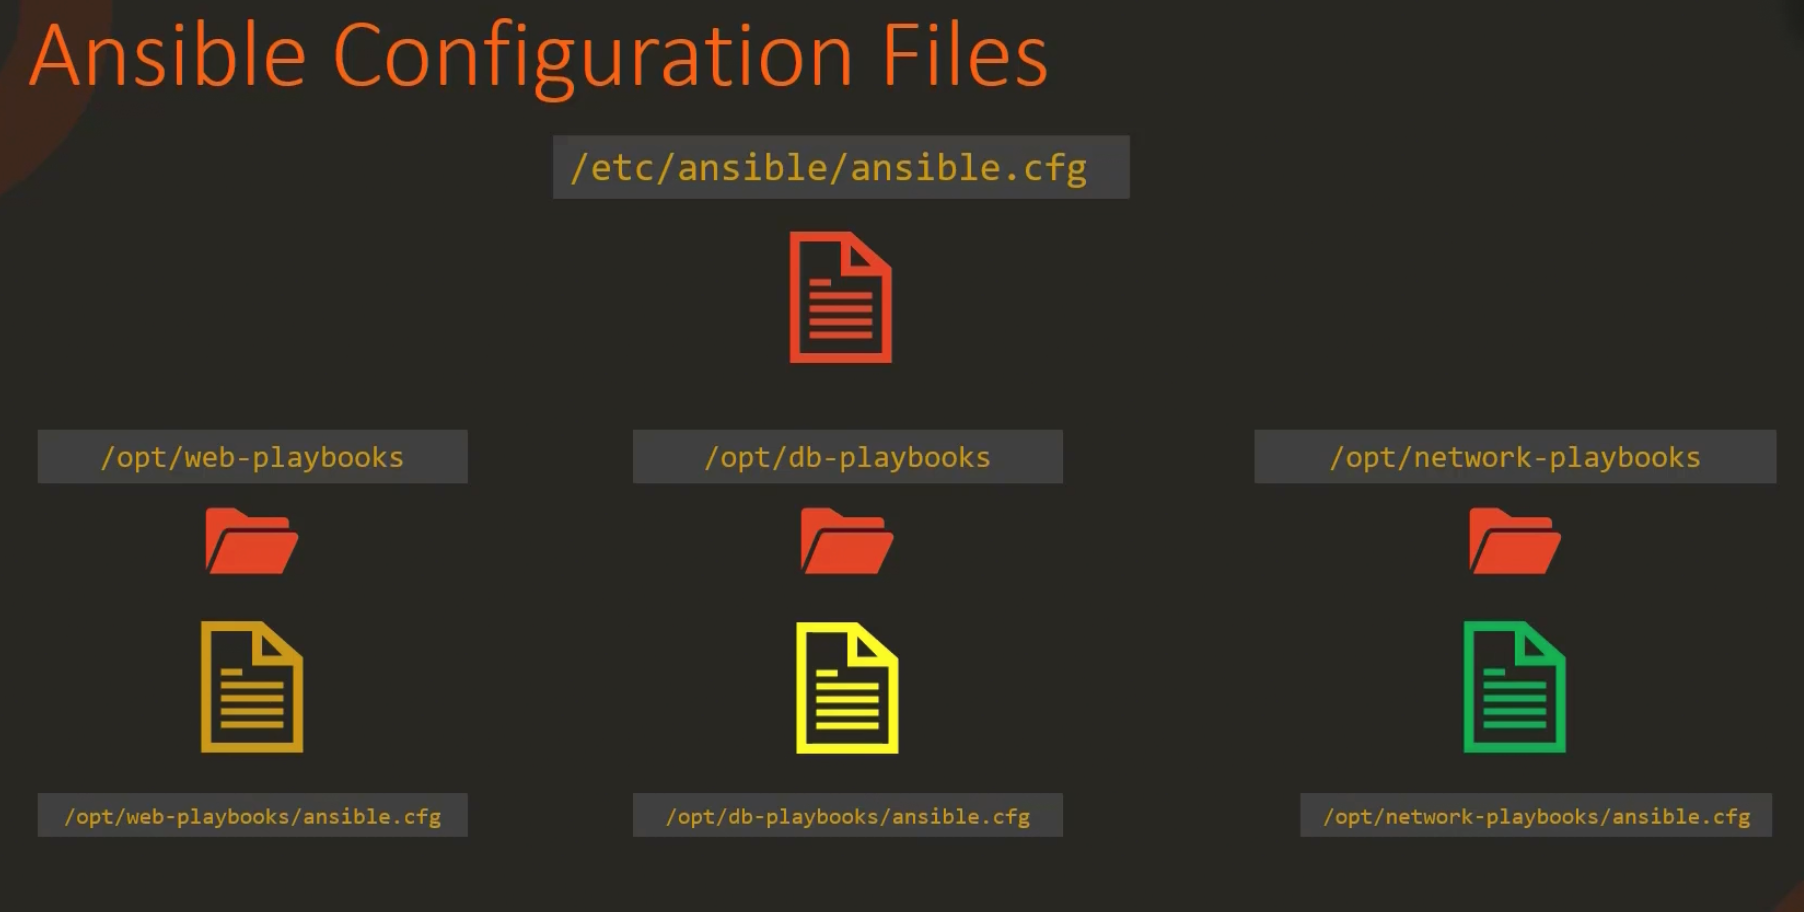 Ansible Configuration Files
/etc/ansible/ansible.cfg
/opt/web-playbooks
/opt/db-playbooks
/opt/network-playbooks
/opt/web-playbooks/ansible.cfg
/opt/db-playbooks/ansible.cfg
/opt/network-playbooks/ansible.cfg